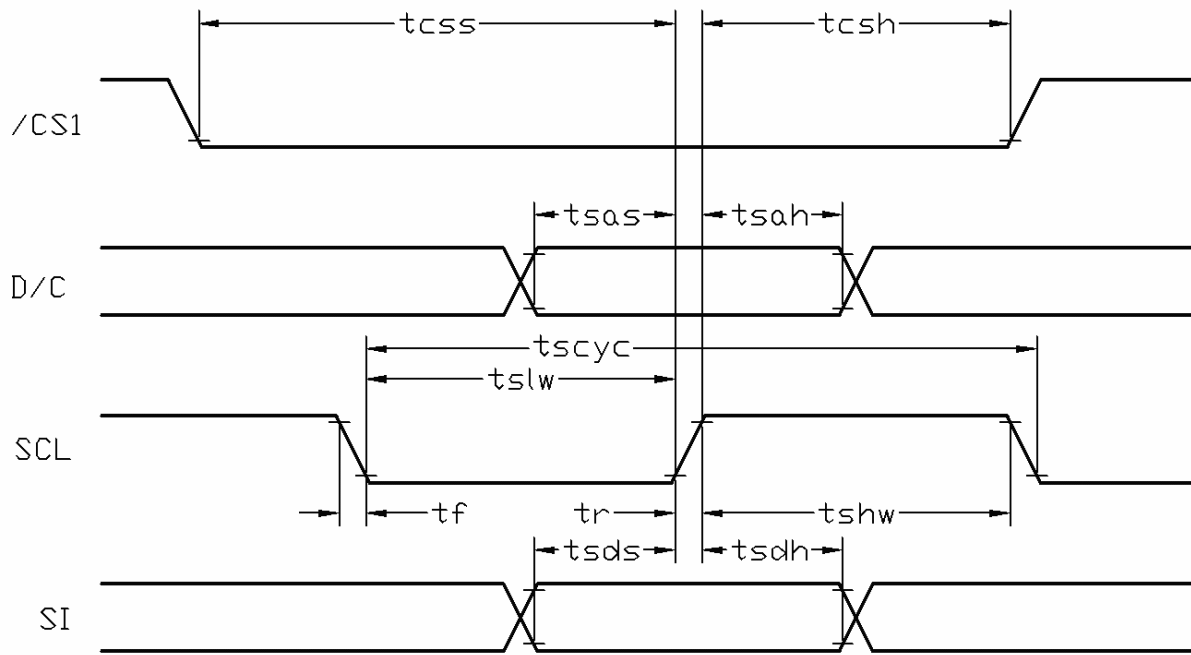 tcss tcsh
/CS1
tsas tsah
D/C
tscyc
tslw
SCL
tf tr tshw
tsds tsdh
SI